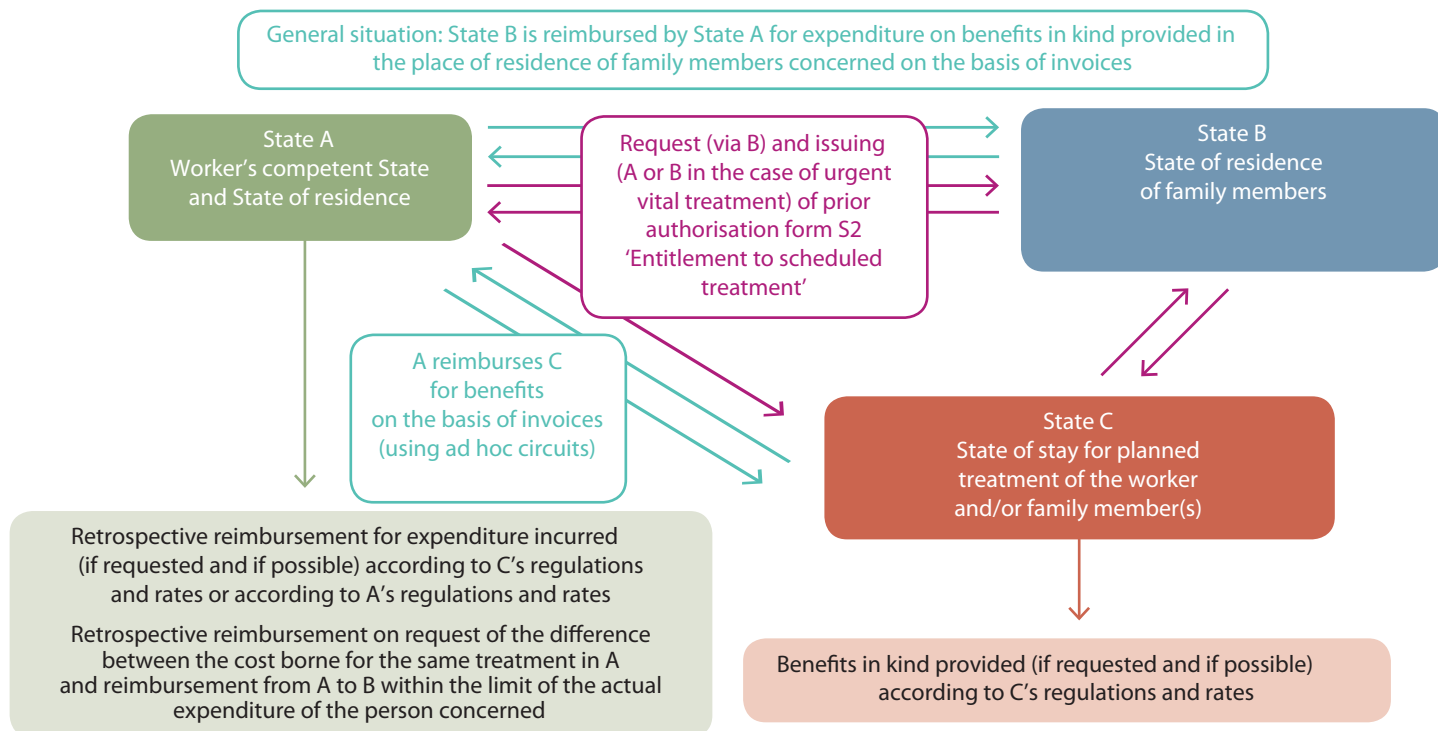 General situation: State B is reimbursed by State A for expenditure on benefits in kind provided in
the place of residence of family members concerned on the basis of invoices
State A
Worker’s competent State
and State of residence
Request (via B) and issuing
(A or B in the case of urgent
vital treatment) of prior
authorisation form S2
‘Entitlement to scheduled
treatment’
State B
State of residence
of family members
A reimburses C
for benefits
on the basis of invoices
(using ad hoc circuits)
State C
State of stay for planned
treatment of the worker
and/or family member(s)
Retrospective reimbursement for expenditure incurred
(if requested and if possible) according to C’s regulations
and rates or according to A’s regulations and rates
Retrospective reimbursement on request of the difference
between the cost borne for the same treatment in A
and reimbursement from A to B within the limit of the actual
expenditure of the person concerned
Benefits in kind provided (if requested and if possible)
according to C’s regulations and rates